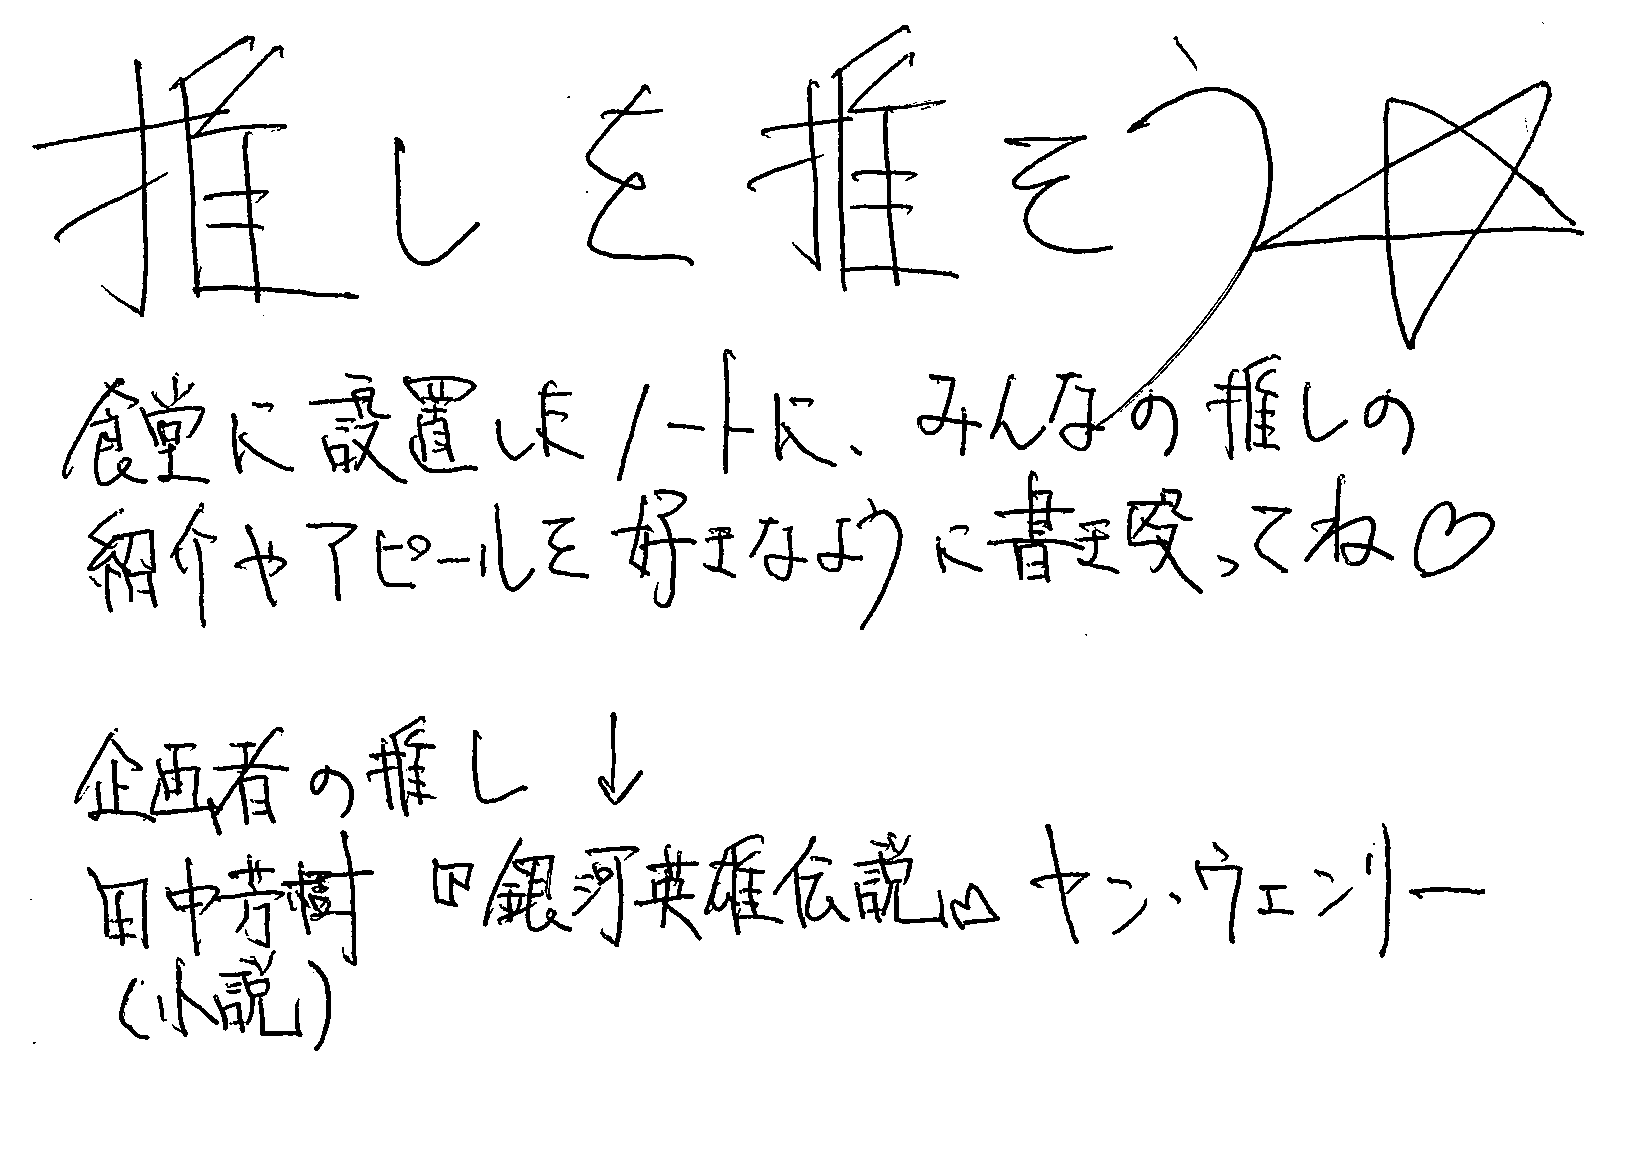 推しを推そう☆
食堂に設置したノートに、みんなの推しの
紹介やアピールを好きなように書き殴ってね♡
企画者の推し↓
田中芳樹『銀河英雄伝説』ヤン・ウェンリー
(小説)